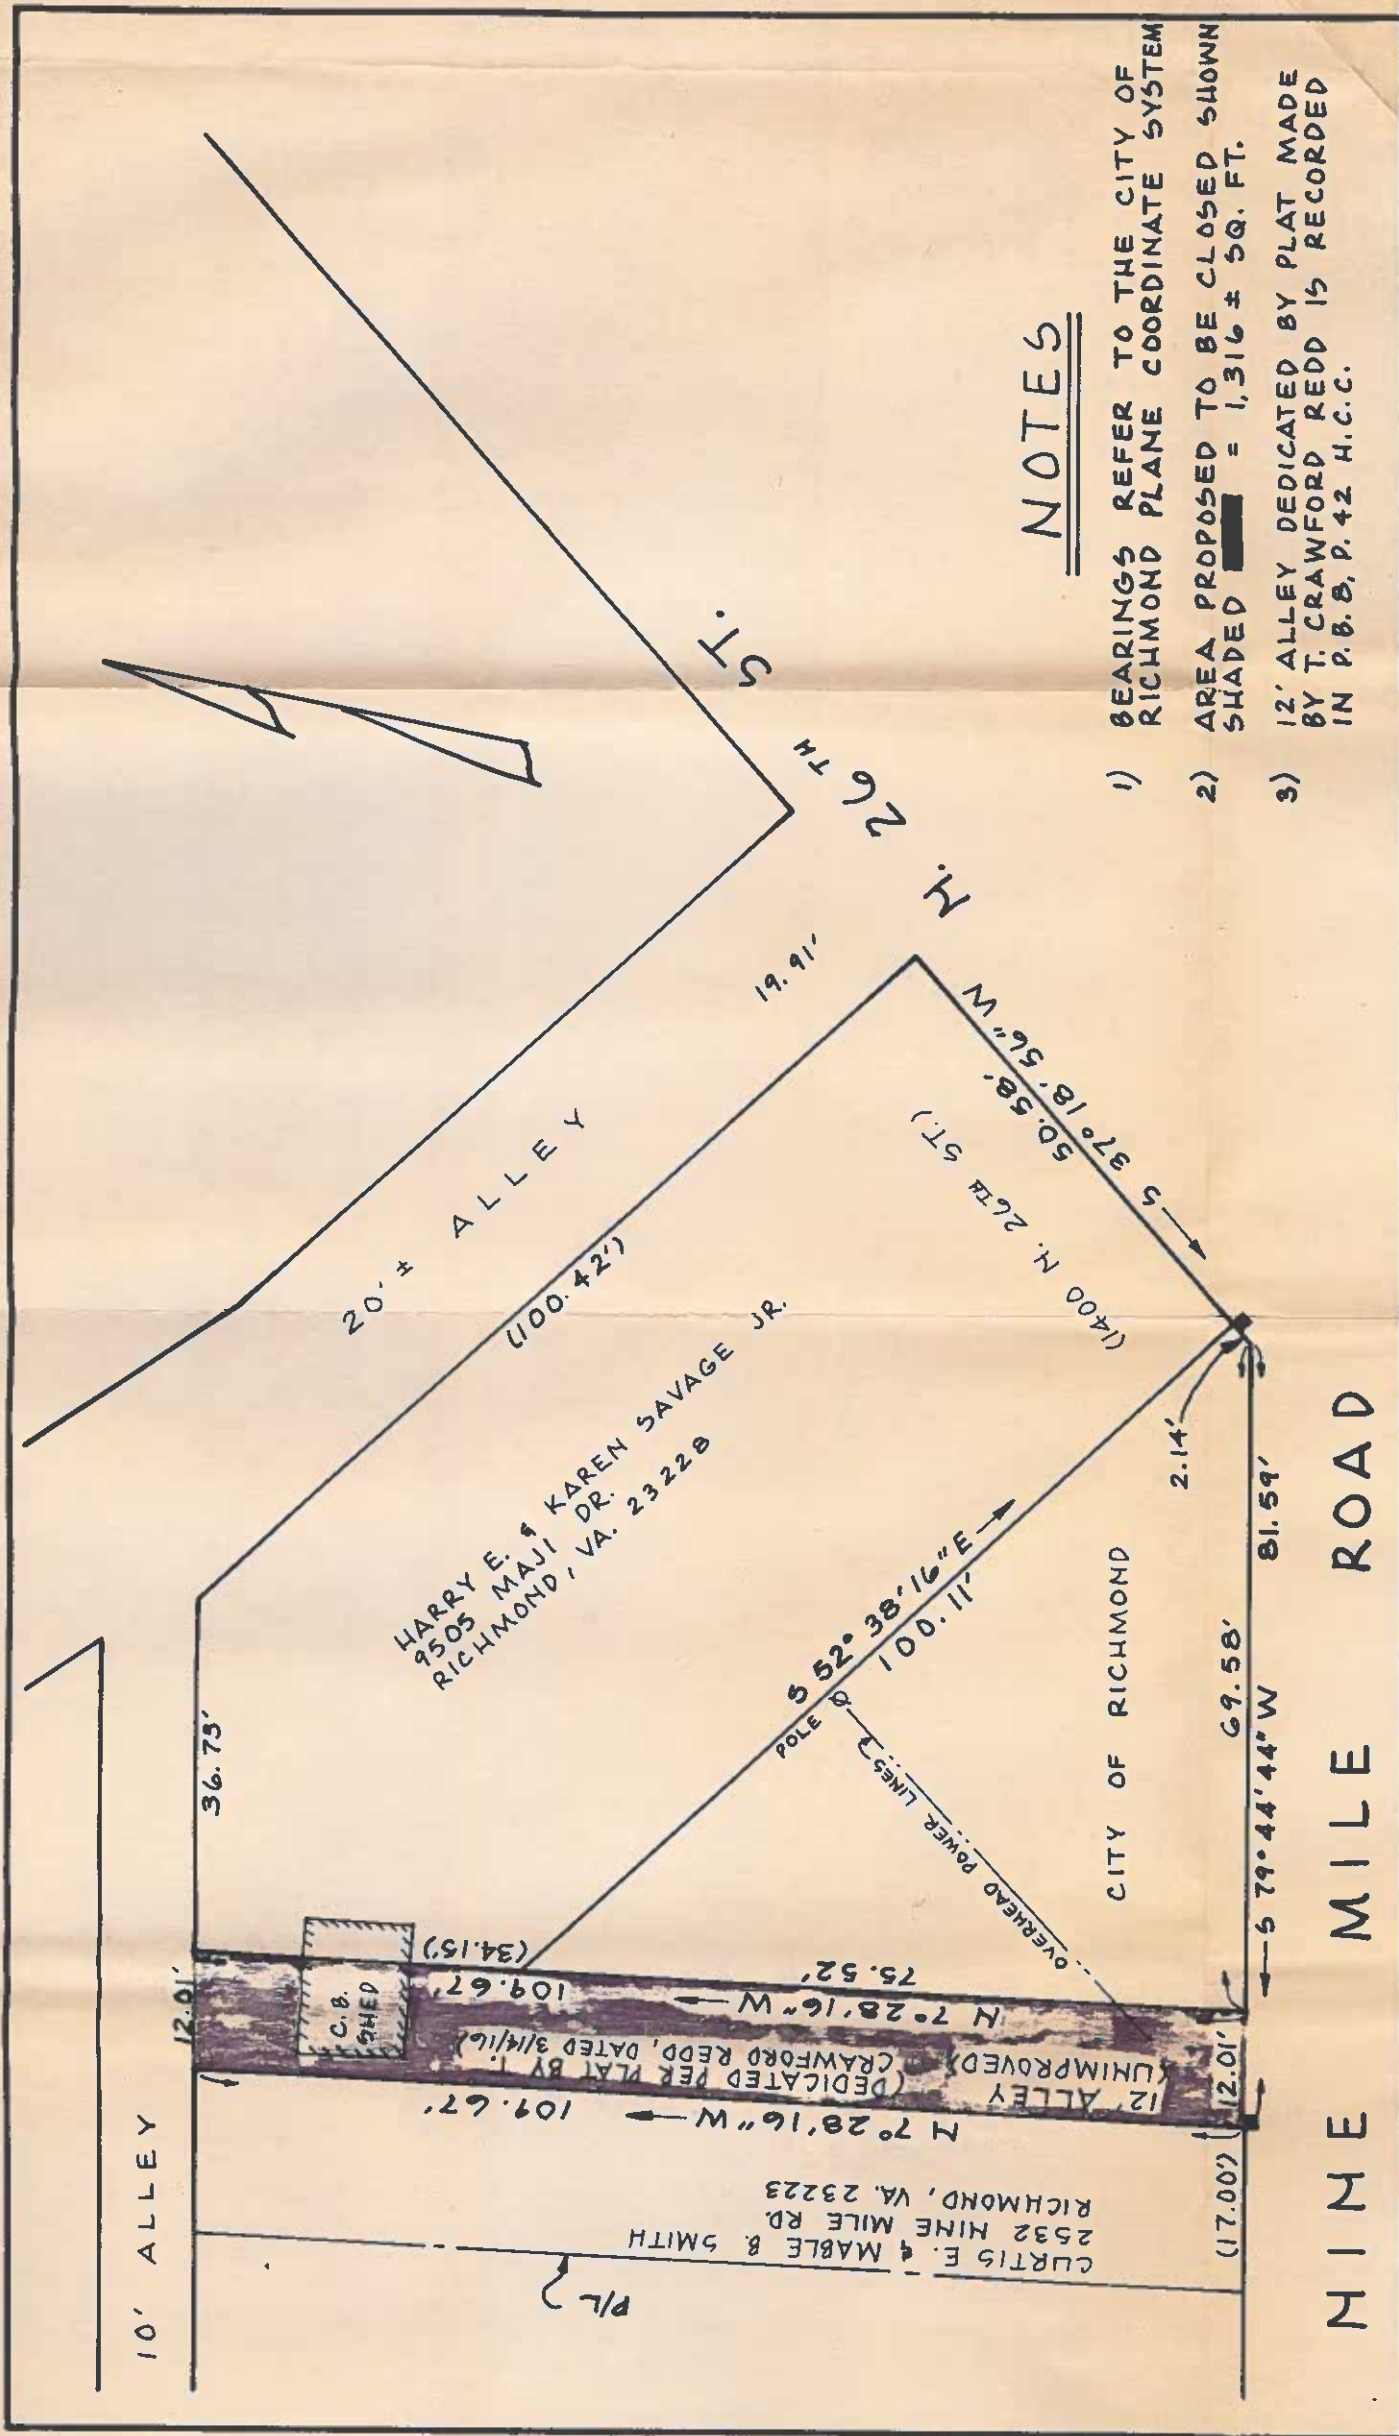 10' ALLEY
12.01'
36.73'
20' ± ALLEY
(100.42')
19.91'
N. 26TH ST.
HARRY E. & KAREN SAVAGE JR.
9505 MAJI DR.
RICHMOND, VA. 23228
C.B.
SHED
(34.15')
109.67'
75.52'
N 7° 28' 16" W
12' ALLEY (DEDICATED PER PLAT BY T.
(UNIMPROVED) CRAWFORD REDD, DATED 3/14/16)
N 7° 28' 16" W
109.67'
CURTIS E. & MABLE B. SMITH
2532 NINE MILE RD.
RICHMOND, VA. 23223
P/L
POLE
S 52° 38' 16" E
100.11'
OVERHEAD POWER LINES
CITY OF RICHMOND
(1400 N. 26TH ST.)
50.58'
S 37° 18' 56" W
2.14'
(17.00')
12.01'
69.58'
S 79° 44' 44" W
81.59'
NINE MILE ROAD
NOTES
1) BEARINGS REFER TO THE CITY OF
RICHMOND PLANE COORDINATE SYSTEM
2) AREA PROPOSED TO BE CLOSED SHOWN
SHADED = 1,316 ± SQ. FT.
3) 12' ALLEY DEDICATED BY PLAT MADE
BY T. CRAWFORD REDD IS RECORDED
IN P.B. 8, P. 42 H.C.C.